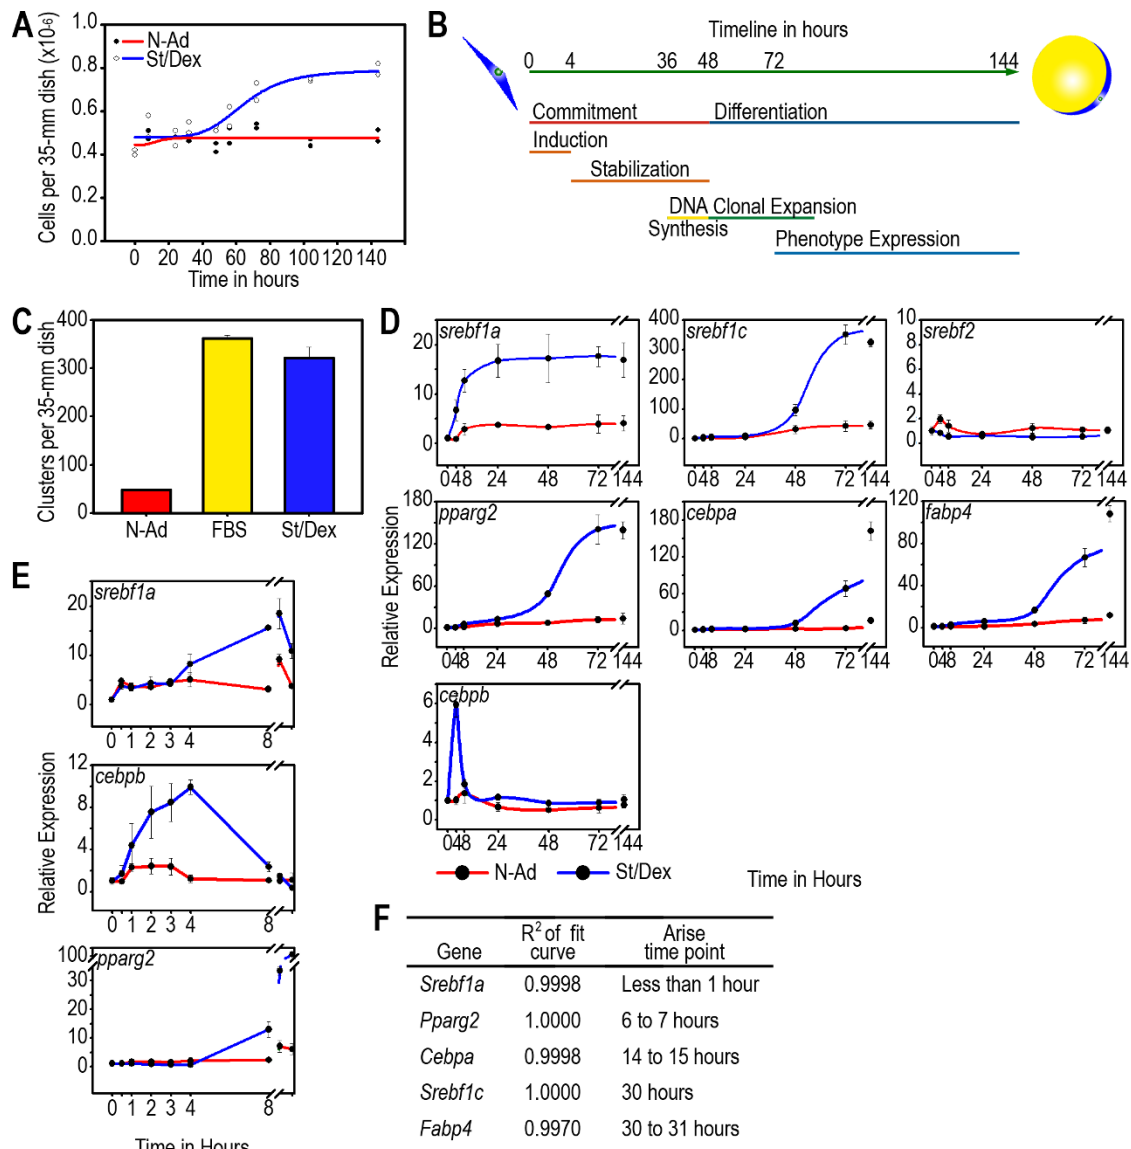 A
Cells per 35-mm dish (x10-6)
1.0
0.8
0.6
0.4
0.2
0.0
N-Ad
St/Dex
0 20 40 60 80 100 120 140
Time in hours
B
Timeline in hours
0 4 36 48 72 144
Commitment Differentiation
Induction
Stabilization
DNA Clonal Expansion
Synthesis
Phenotype Expression
C
Clusters per 35-mm dish
400
300
200
100
0
N-Ad FBS St/Dex
D
Relative Expression
srebf1a
20
10
0
0 4 8 24 48 72 144
srebf1c
400
300
200
100
0
0 4 8 24 48 72 144
srebf2
10
8
6
4
2
0
0 4 8 24 48 72 144
pparg2
180
120
60
0
0 4 8 24 48 72 144
cebpa
180
120
60
0
0 4 8 24 48 72 144
fabp4
120
80
40
0
0 4 8 24 48 72 144
cebpb
6
4
2
0
0 4 8 24 48 72 144
N-Ad St/Dex
Time in Hours
E
Relative Expression
srebf1a
20
10
0
0 1 2 3 4 8
cebpb
12
8
4
0
0 1 2 3 4 8
pparg2
100
30
20
10
0
0 1 2 3 4 8
Time in Hours
F
Gene R2 of fit curve Arise time point
Srebf1a 0.9998 Less than 1 hour
Pparg2 1.0000 6 to 7 hours
Cebpa 0.9998 14 to 15 hours
Srebf1c 1.0000 30 hours
Fabp4 0.9970 30 to 31 hours